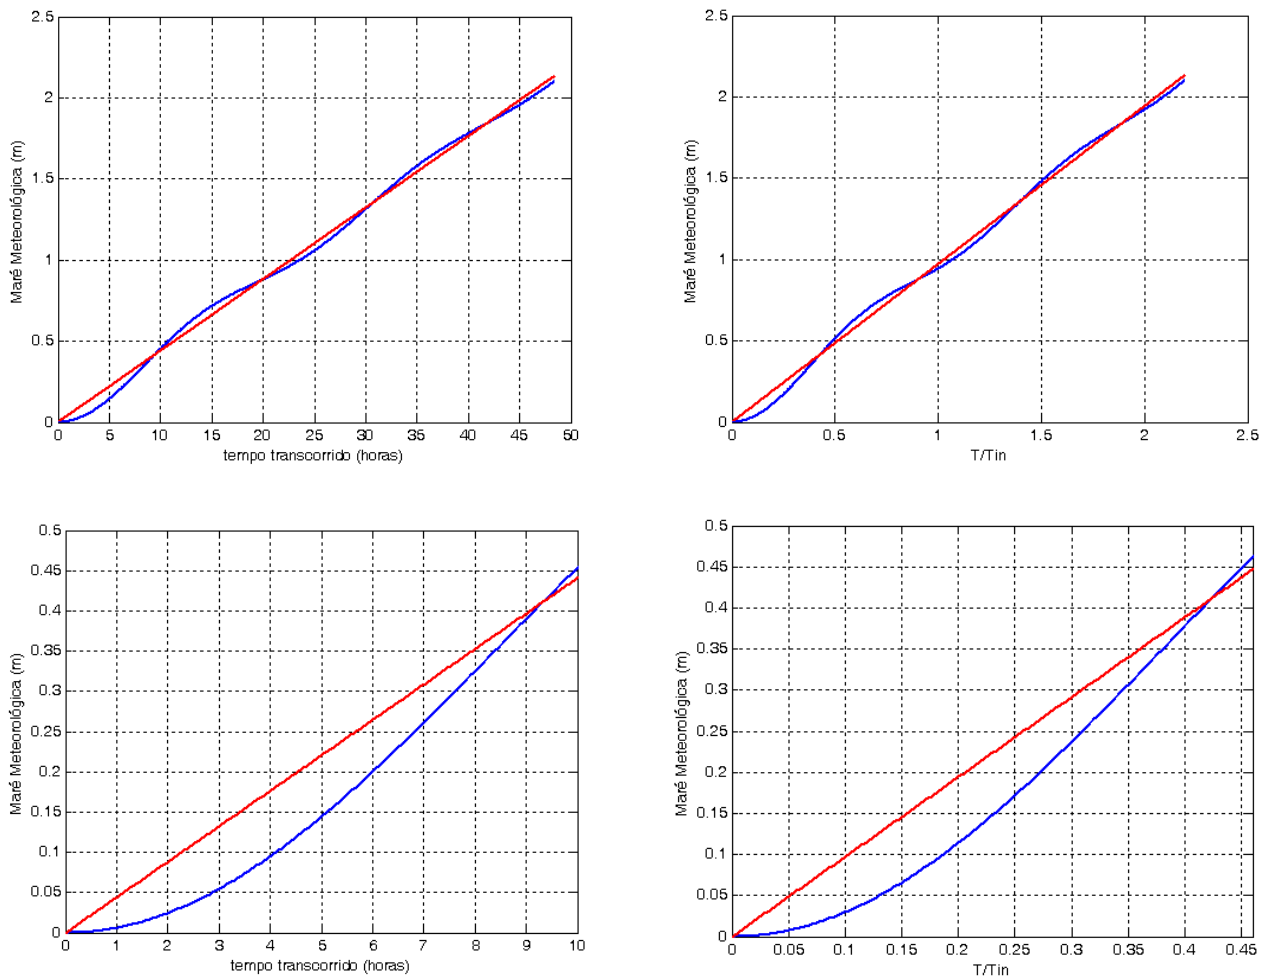 2.5
2
1.5
1
0.5
0
Maré Meteorológica (m)
0 5 10 15 20 25 30 35 40 45 50
tempo transcorrido (horas)
2.5
2
1.5
1
0.5
0
Maré Meteorológica (m)
0 0.5 1 1.5 2 2.5
T/Tin
0.5
0.45
0.4
0.35
0.3
0.25
0.2
0.15
0.1
0.05
0
Maré Meteorológica (m)
0 1 2 3 4 5 6 7 8 9 10
tempo transcorrido (horas)
0.5
0.45
0.4
0.35
0.3
0.25
0.2
0.15
0.1
0.05
0
Maré Meteorológica (m)
0 0.05 0.1 0.15 0.2 0.25 0.3 0.35 0.4 0.45
T/Tin